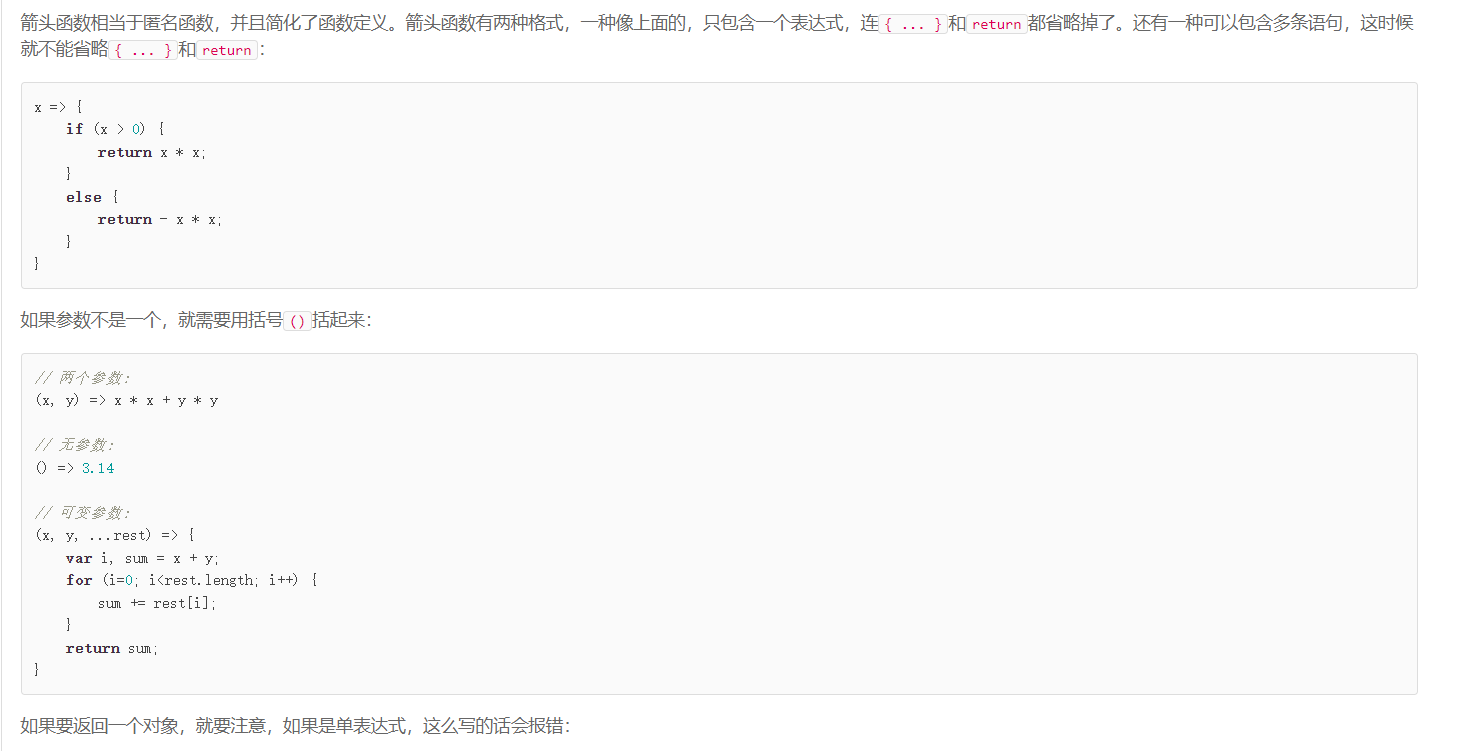 箭头函数相当于匿名函数，并且简化了函数定义。箭头函数有两种格式，一种像上面的，只包含一个表达式，连{ ... }和return都省略掉了。还有一种可以包含多条语句，这时候
就不能省略{ ... }和return：
x => {
    if (x > 0) {
        return x * x;
    }
    else {
        return - x * x;
    }
}
如果参数不是一个，就需要用括号()括起来：
// 两个参数:
(x, y) => x * x + y * y

// 无参数:
() => 3.14

// 可变参数:
(x, y, ...rest) => {
    var i, sum = x + y;
    for (i=0; i<rest.length; i++) {
        sum += rest[i];
    }
    return sum;
}
如果要返回一个对象，就要注意，如果是单表达式，这么写的话会报错：